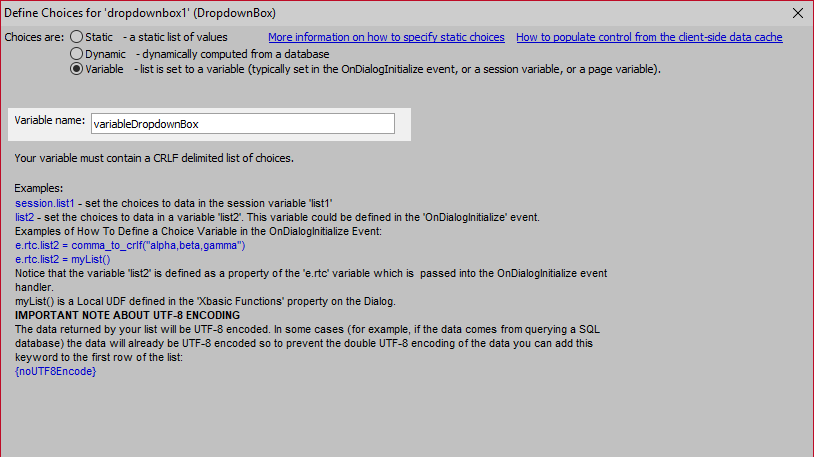 Define Choices for 'dropdownbox1' (DropdownBox)
Choices are: Static - a static list of values More information on how to specify static choices How to populate control from the client-side data cache
Dynamic - dynamically computed from a database
Variable - list is set to a variable (typically set in the OnDialogInitialize event, or a session variable, or a page variable).
Variable name: variableDropdownBox
Your variable must contain a CRLF delimited list of choices.
Examples:
session.list1 - set the choices to data in the session variable 'list1'
list2 - set the choices to data in a variable 'list2'. This variable could be defined in the 'OnDialogInitialize' event.
Examples of How To Define a Choice Variable in the OnDialogInitialize Event:
e.rtc.list2 = comma_to_crlf("alpha,beta,gamma")
e.rtc.list2 = myList()
Notice that the variable 'list2' is defined as a property of the 'e.rtc' variable which is passed into the OnDialogInitialize event
handler.
myList() is a Local UDF defined in the 'Xbasic Functions' property on the Dialog.
IMPORTANT NOTE ABOUT UTF-8 ENCODING
The data returned by your list will be UTF-8 encoded. In some cases (for example, if the data comes from querying a SQL
database) the data will already be UTF-8 encoded so to prevent the double UTF-8 encoding of the data you can add this
keyword to the first row of the list:
{noUTF8Encode}